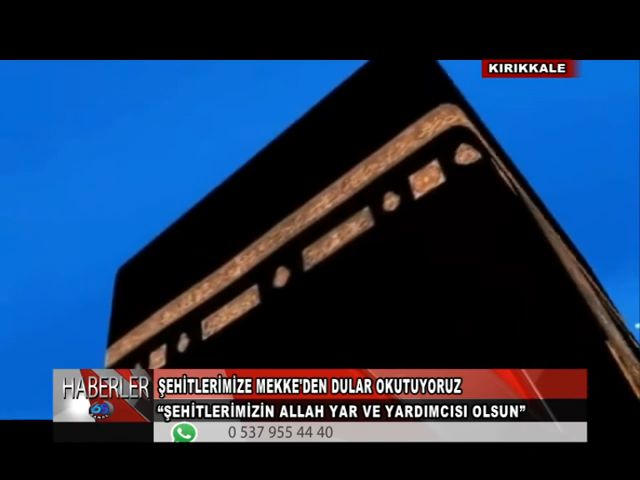 KIRIKKALE
HABERLER
ŞEHİTLERİMİZE MEKKE'DEN DULAR OKUTUYORUZ
“ŞEHİTLERİMİZİN ALLAH YAR VE YARDIMCISI OLSUN”
0 537 955 44 40